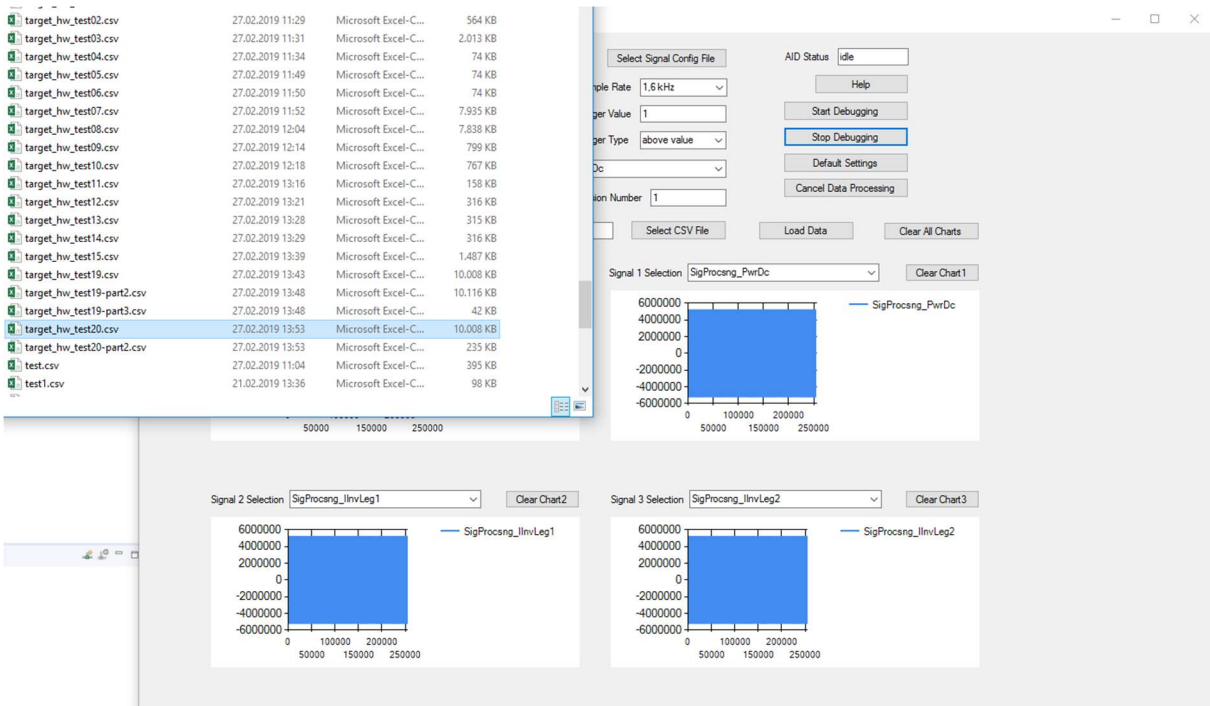 target_hw_test02.csv 27.02.2019 11:29 Microsoft Excel-C... 564 KB
target_hw_test03.csv 27.02.2019 11:31 Microsoft Excel-C... 2.013 KB
target_hw_test04.csv 27.02.2019 11:34 Microsoft Excel-C... 74 KB
target_hw_test05.csv 27.02.2019 11:49 Microsoft Excel-C... 74 KB
target_hw_test06.csv 27.02.2019 11:50 Microsoft Excel-C... 74 KB
target_hw_test07.csv 27.02.2019 11:52 Microsoft Excel-C... 7.935 KB
target_hw_test08.csv 27.02.2019 12:04 Microsoft Excel-C... 7.838 KB
target_hw_test09.csv 27.02.2019 12:14 Microsoft Excel-C... 799 KB
target_hw_test10.csv 27.02.2019 12:18 Microsoft Excel-C... 767 KB
target_hw_test11.csv 27.02.2019 13:16 Microsoft Excel-C... 158 KB
target_hw_test12.csv 27.02.2019 13:21 Microsoft Excel-C... 316 KB
target_hw_test13.csv 27.02.2019 13:28 Microsoft Excel-C... 315 KB
target_hw_test14.csv 27.02.2019 13:29 Microsoft Excel-C... 316 KB
target_hw_test15.csv 27.02.2019 13:39 Microsoft Excel-C... 1.487 KB
target_hw_test19.csv 27.02.2019 13:43 Microsoft Excel-C... 10.008 KB
target_hw_test19-part2.csv 27.02.2019 13:48 Microsoft Excel-C... 10.116 KB
target_hw_test19-part3.csv 27.02.2019 13:48 Microsoft Excel-C... 42 KB
target_hw_test20.csv 27.02.2019 13:53 Microsoft Excel-C... 10.008 KB
target_hw_test20-part2.csv 27.02.2019 13:53 Microsoft Excel-C... 235 KB
test.csv 27.02.2019 11:04 Microsoft Excel-C... 395 KB
test1.csv 21.02.2019 13:36 Microsoft Excel-C... 98 KB
Select Signal Config File AID Status idle
mple Rate 1,6 kHz Help
ger Value 1 Start Debugging
ger Type above value Stop Debugging
Dc Default Settings
sion Number 1 Cancel Data Processing
Select CSV File Load Data Clear All Charts
Signal 1 Selection SigProcsng_PwrDc Clear Chart1
6000000 SigProcsng_PwrDc
4000000
2000000
0
-2000000
-4000000
-6000000
0 100000 200000
50000 150000 250000
50000 150000 250000
Signal 2 Selection SigProcsng_IInvLeg1 Clear Chart2
6000000 SigProcsng_IInvLeg1
4000000
2000000
0
-2000000
-4000000
-6000000
0 100000 200000
50000 150000 250000
Signal 3 Selection SigProcsng_IInvLeg2 Clear Chart3
6000000 SigProcsng_IInvLeg2
4000000
2000000
0
-2000000
-4000000
-6000000
0 100000 200000
50000 150000 250000